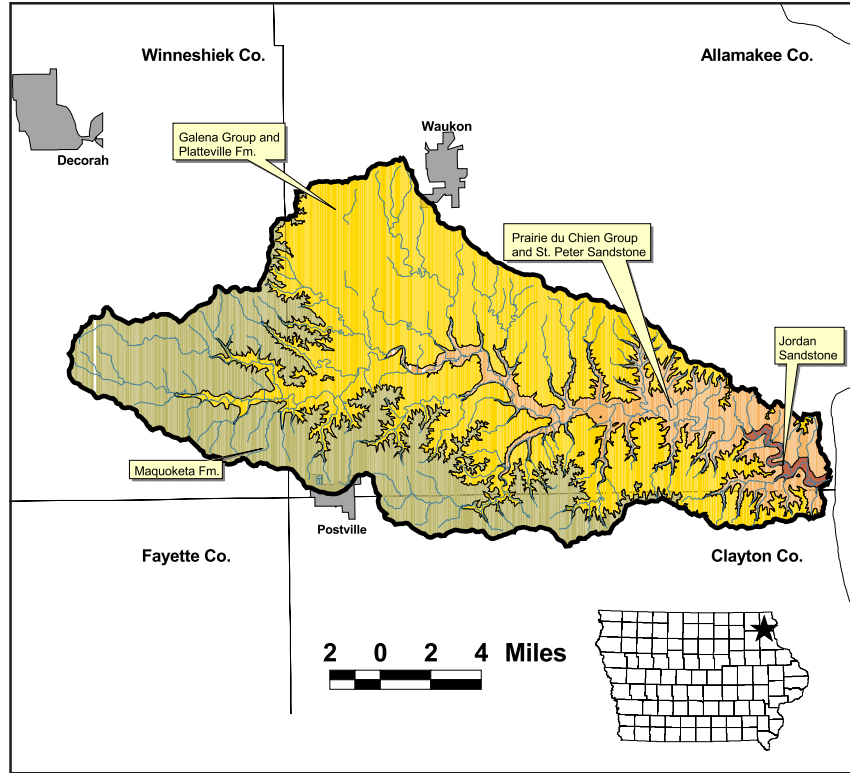 Winneshiek Co.
Allamakee Co.
Decorah
Galena Group and
Platteville Fm.
Waukon
Prairie du Chien Group
and St. Peter Sandstone
Jordan
Sandstone
Maquoketa Fm.
Postville
Fayette Co.
Clayton Co.
2 0 2 4 Miles